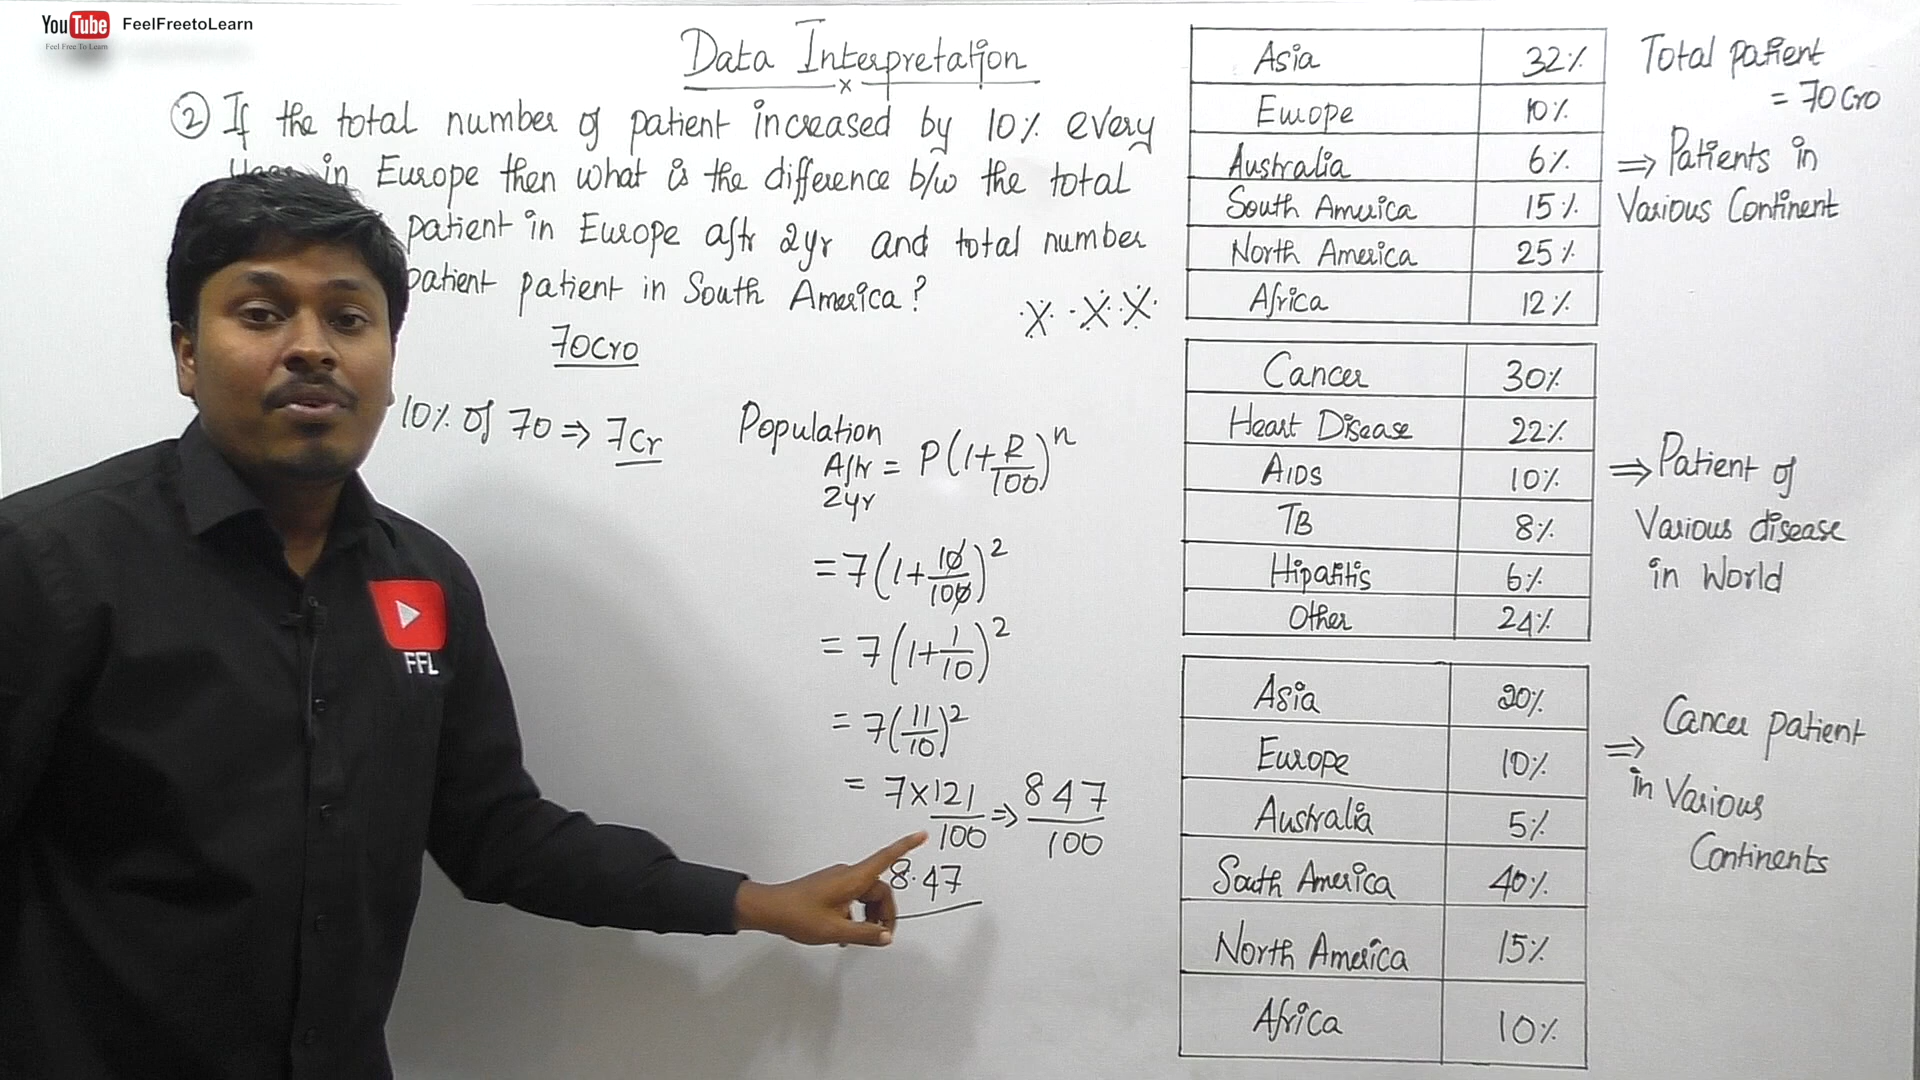 YouTube FeelFreetoLearn
Feel Free To Learn
Data Interpretation
② If the total number of patient increased by 10% every
in Europe then what is the difference b/w the total
patient in Europe aftr 2yr and total number
patient patient in South America?
70cro
10% of 70 ⇒ 7Cr
Population
Aftr = P(1+R/100)^n
2yr
=7(1+10/100)^2
=7(1+1/10)^2
=7(11/10)^2
= 7×121/100 ⇒ 847/100
8.47
FFL
Asia 32%
Europe 10%
Australia 6%
South America 15%
North America 25%
Africa 12%
Total patient
= 70cro
⇒ Patients in
Various Continent
Cancer 30%
Heart Disease 22%
AIDS 10%
TB 8%
Hipatitis 6%
Other 24%
⇒ Patient of
Various disease
in World
Asia 20%
Europe 10%
Australia 5%
South America 40%
North America 15%
Africa 10%
⇒ Cancer patient
in Various
Continents